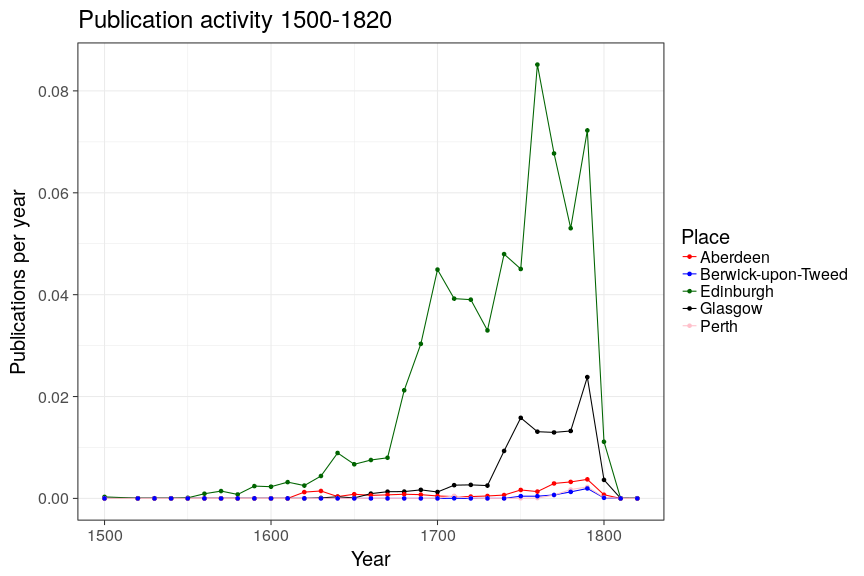 Publication activity 1500-1820
Publications per year
0.08
0.06
0.04
0.02
0.00
1500
1600
1700
1800
Year
Place
Aberdeen
Berwick-upon-Tweed
Edinburgh
Glasgow
Perth